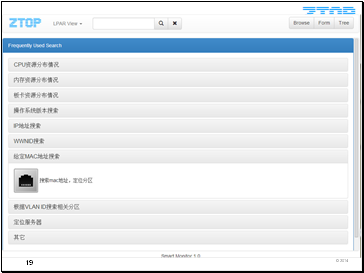 ZTOP LPAR View Browse Form Tree
Frequently Used Search
CPU资源分布情况
内存资源分布情况
板卡资源分布情况
操作系统版本搜索
IP地址搜索
WWNID搜索
给定MAC地址搜索
搜索mac地址，定位分区
根据VLAN ID搜索相关分区
定位服务器
其它
Smart Monitor 1.0
19